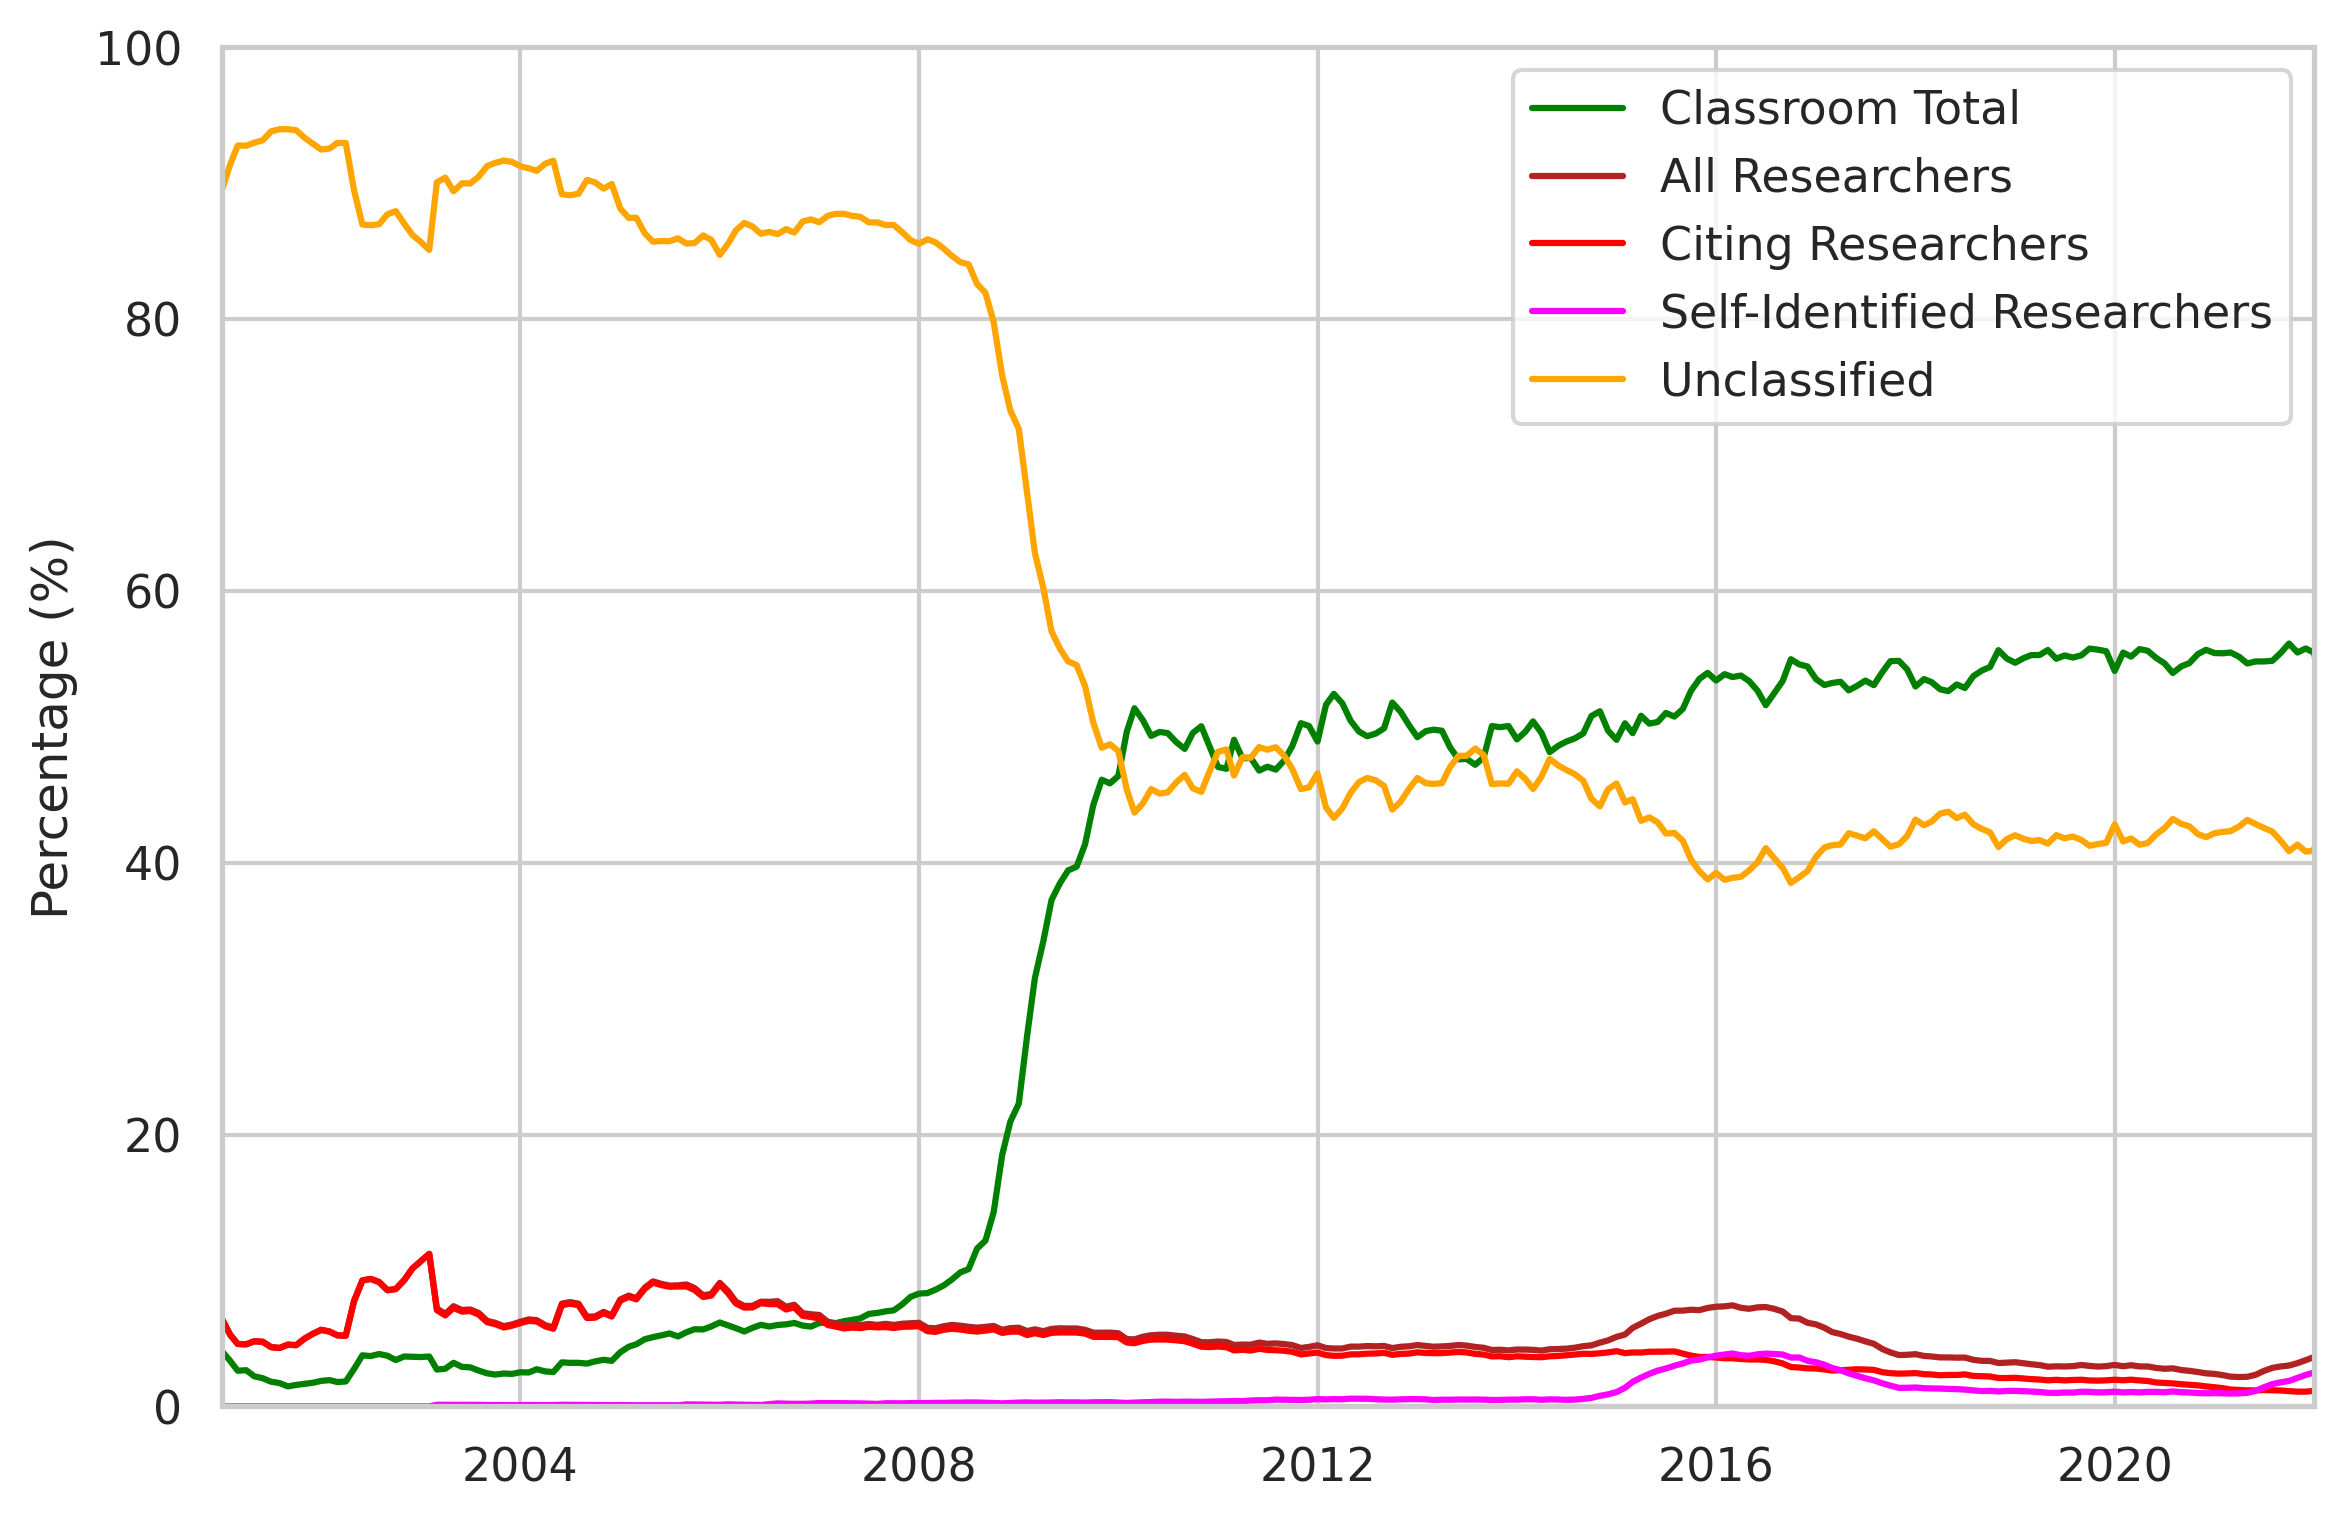 100
80
60
40
20
0
Percentage (%)
2004
2008
2012
2016
2020
Classroom Total
All Researchers
Citing Researchers
Self-Identified Researchers
Unclassified